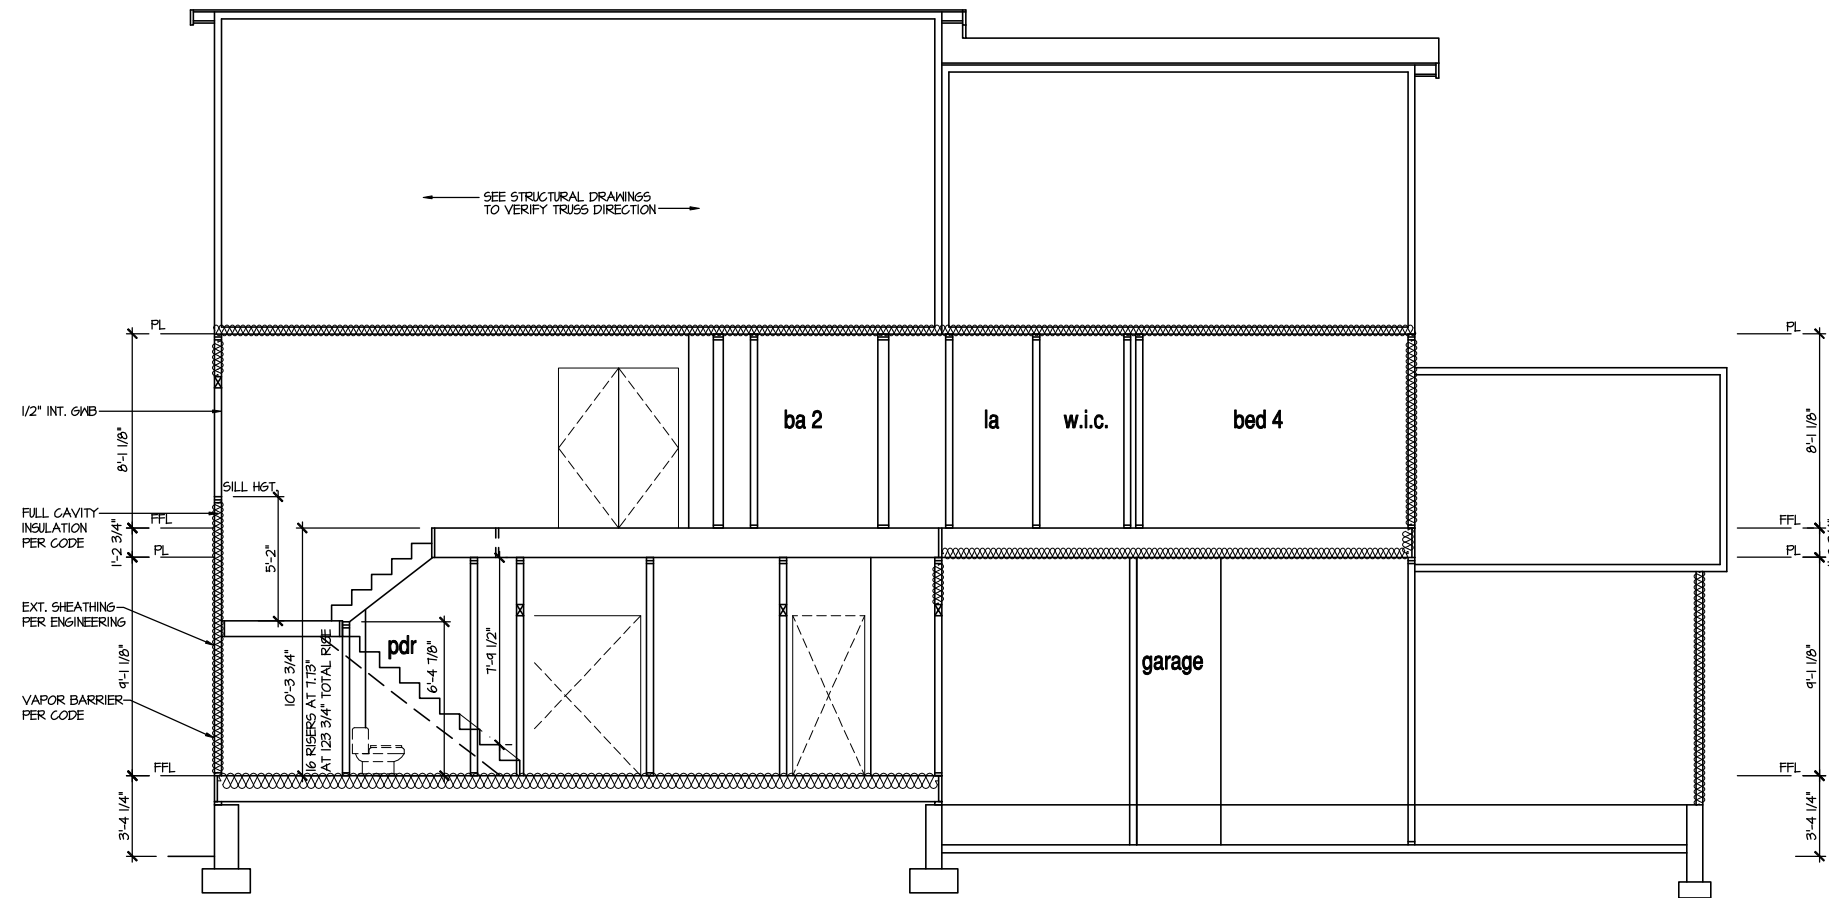 SEE STRUCTURAL DRAWINGS
TO VERIFY TRUSS DIRECTION
PL
PL
1/2" INT. GWB
8'-1 1/8"
ba 2
la
w.i.c.
bed 4
8'-1 1/8"
SILL HGT.
FULL CAVITY
INSULATION
PER CODE
FFL
FFL
1'-2 3/4"
PL
PL
5'-2"
EXT. SHEATHING
PER ENGINEERING
9'-1 1/8"
10'-3 3/4"
16 RISERS AT 7.73"
AT 123 3/4" TOTAL RISE
pdr
6'-4 7/8"
7'-9 1/2"
garage
9'-1 1/8"
VAPOR BARRIER
PER CODE
FFL
FFL
3'-4 1/4"
3'-4 1/4"